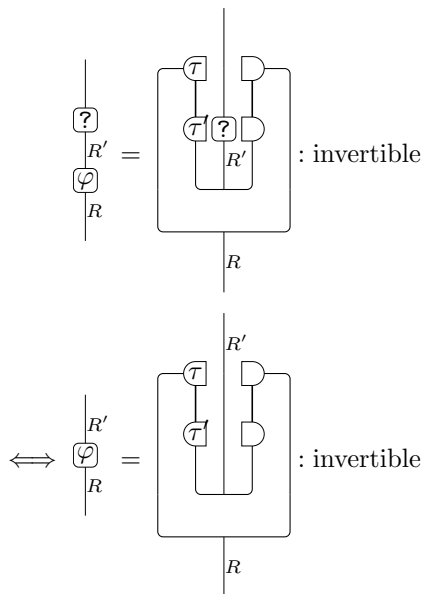 τ
? τ′ ?
R′ = R′ : invertible
φ
R
R
R′
τ
R′ τ′
⟺ φ = : invertible
R
R